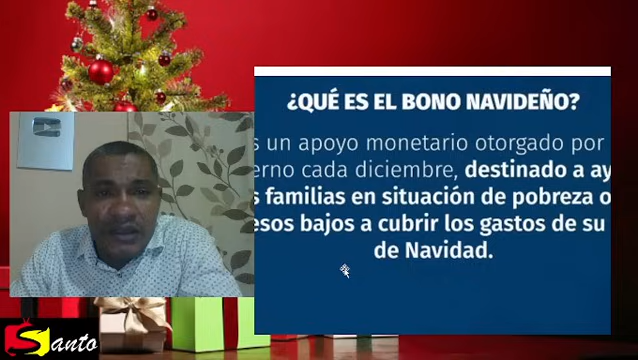 ¿QUÉ ES EL BONO NAVIDEÑO?
s un apoyo monetario otorgado por
erno cada diciembre, destinado a ay
s familias en situación de pobreza o
esos bajos a cubrir los gastos de su
de Navidad.
Santo